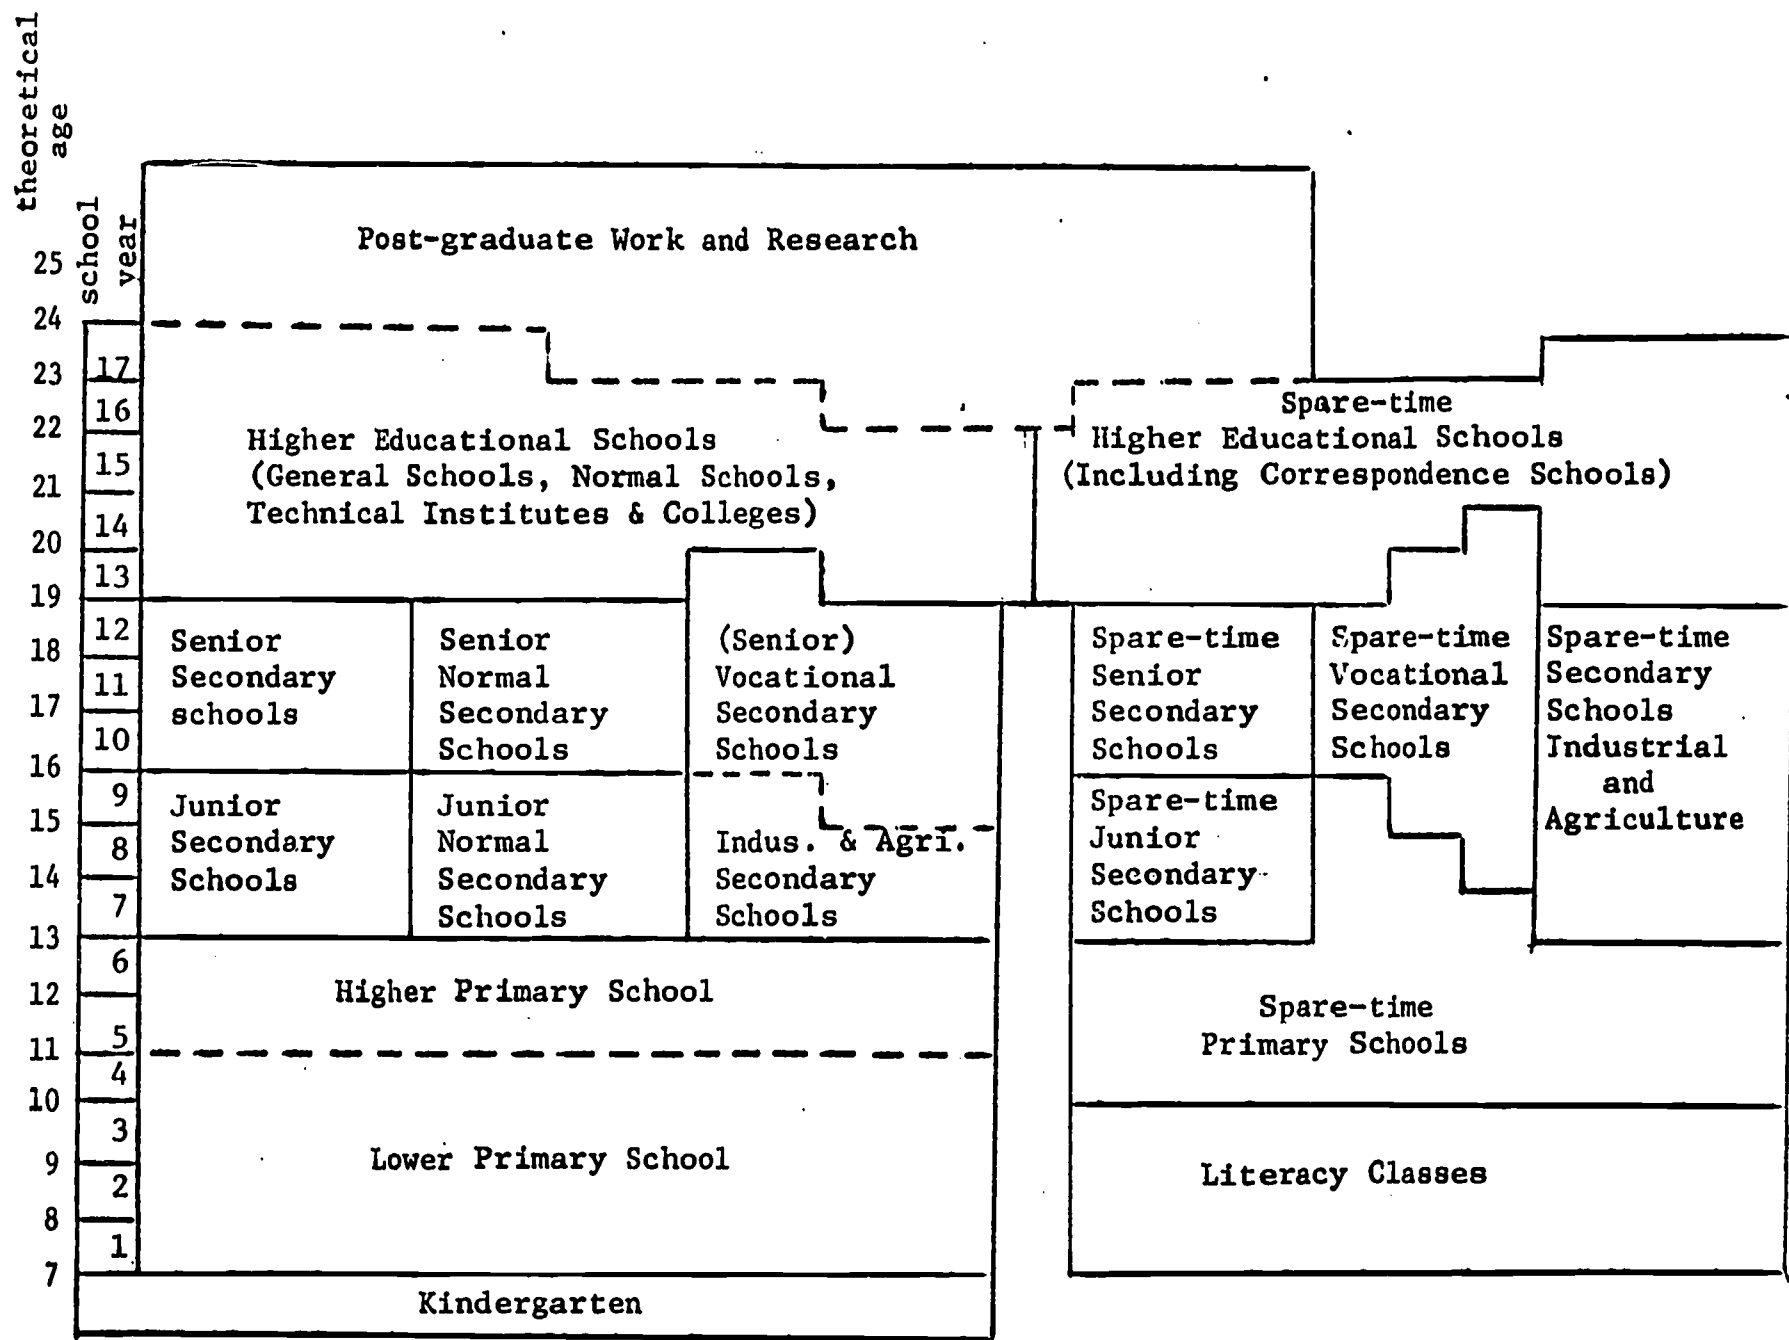 theoretical
age
school
year
Post-graduate Work and Research
25
24
17
23
16
22
15
21
14
20
13
19
12
18
11
17
10
16
9
15
8
14
7
13
6
12
5
11
4
10
3
9
2
8
1
7
Higher Educational Schools
(General Schools, Normal Schools,
Technical Institutes & Colleges)
Spare-time
Higher Educational Schools
(Including Correspondence Schools)
Senior
Secondary
schools
Senior
Normal
Secondary
Schools
(Senior)
Vocational
Secondary
Schools
Spare-time
Senior
Secondary
Schools
Spare-time
Vocational
Secondary
Schools
Spare-time
Secondary
Schools
Industrial
and
Agriculture
Junior
Secondary
Schools
Junior
Normal
Secondary
Schools
Indus. & Agri.
Secondary
Schools
Spare-time
Junior
Secondary
Schools
Higher Primary School
Spare-time
Primary Schools
Lower Primary School
Literacy Classes
Kindergarten